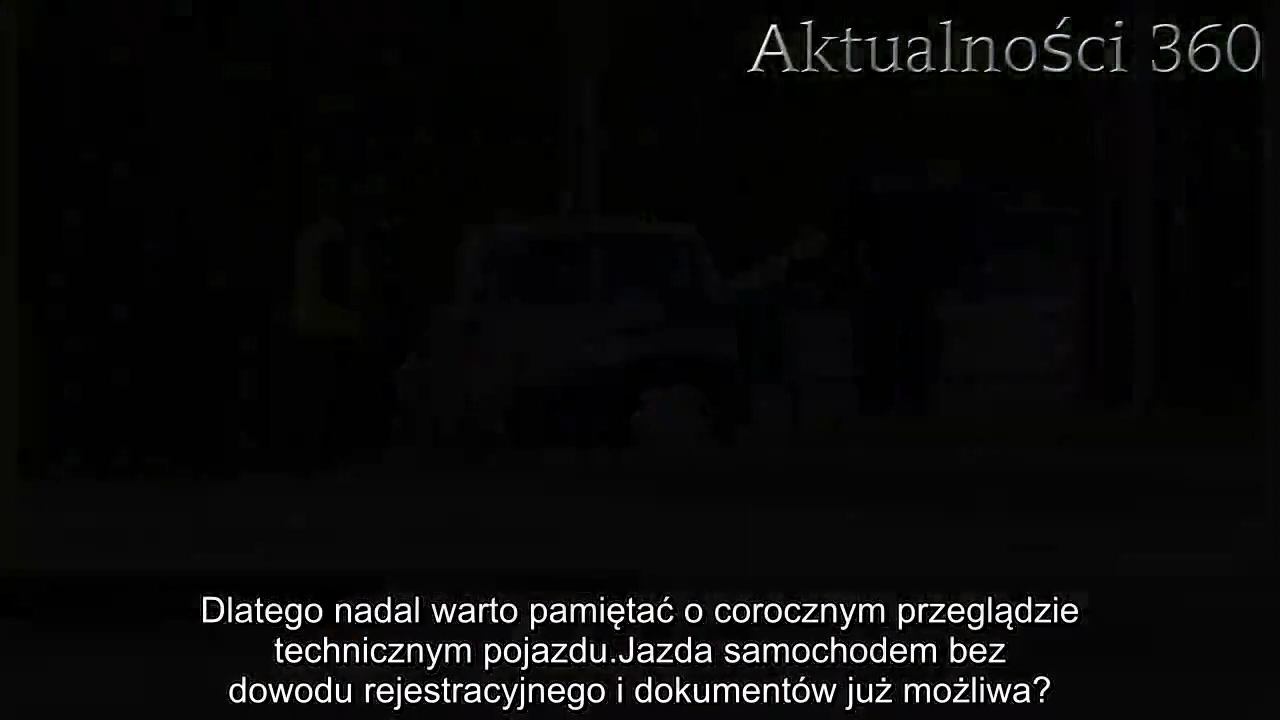 Aktualności 360
Dlatego nadal warto pamiętać o corocznym przeglądzie
technicznym pojazdu.Jazda samochodem bez
dowodu rejestracyjnego i dokumentów już możliwa?